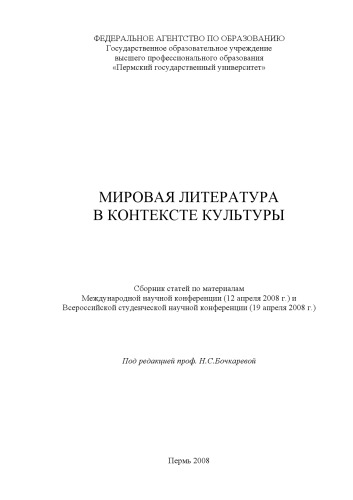 ФЕДЕРАЛЬНОЕ АГЕНТСТВО ПО ОБРАЗОВАНИЮ
Государственное образовательное учреждение
высшего профессионального образования
«Пермский государственный университет»
МИРОВАЯ ЛИТЕРАТУРА
В КОНТЕКСТЕ КУЛЬТУРЫ
Сборник статей по материалам
Международной научной конференции (12 апреля 2008 г.) и
Всероссийской студенческой научной конференции (19 апреля 2008 г.)
Под редакцией проф. Н.С.Бочкаревой
Пермь 2008